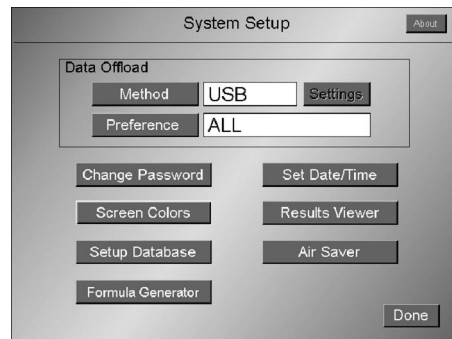 System Setup
About
Data Offload
Method USB Settings
Preference ALL
Change Password Set Date/Time
Screen Colors Results Viewer
Setup Database Air Saver
Formula Generator
Done